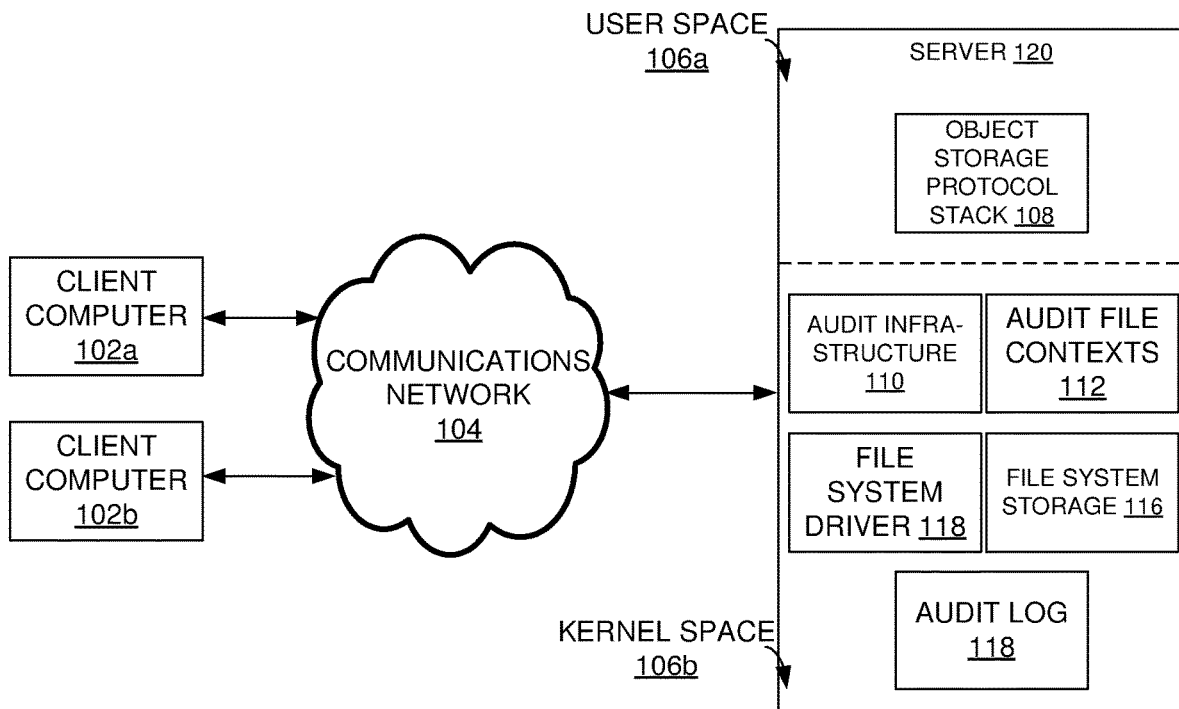 USER SPACE
106a
SERVER 120
OBJECT
STORAGE
PROTOCOL
STACK 108
CLIENT
COMPUTER
102a
COMMUNICATIONS
NETWORK
104
CLIENT
COMPUTER
102b
AUDIT INFRA-
STRUCTURE
110
AUDIT FILE
CONTEXTS
112
FILE
SYSTEM
DRIVER 118
FILE SYSTEM
STORAGE 116
KERNEL SPACE
106b
AUDIT LOG
118